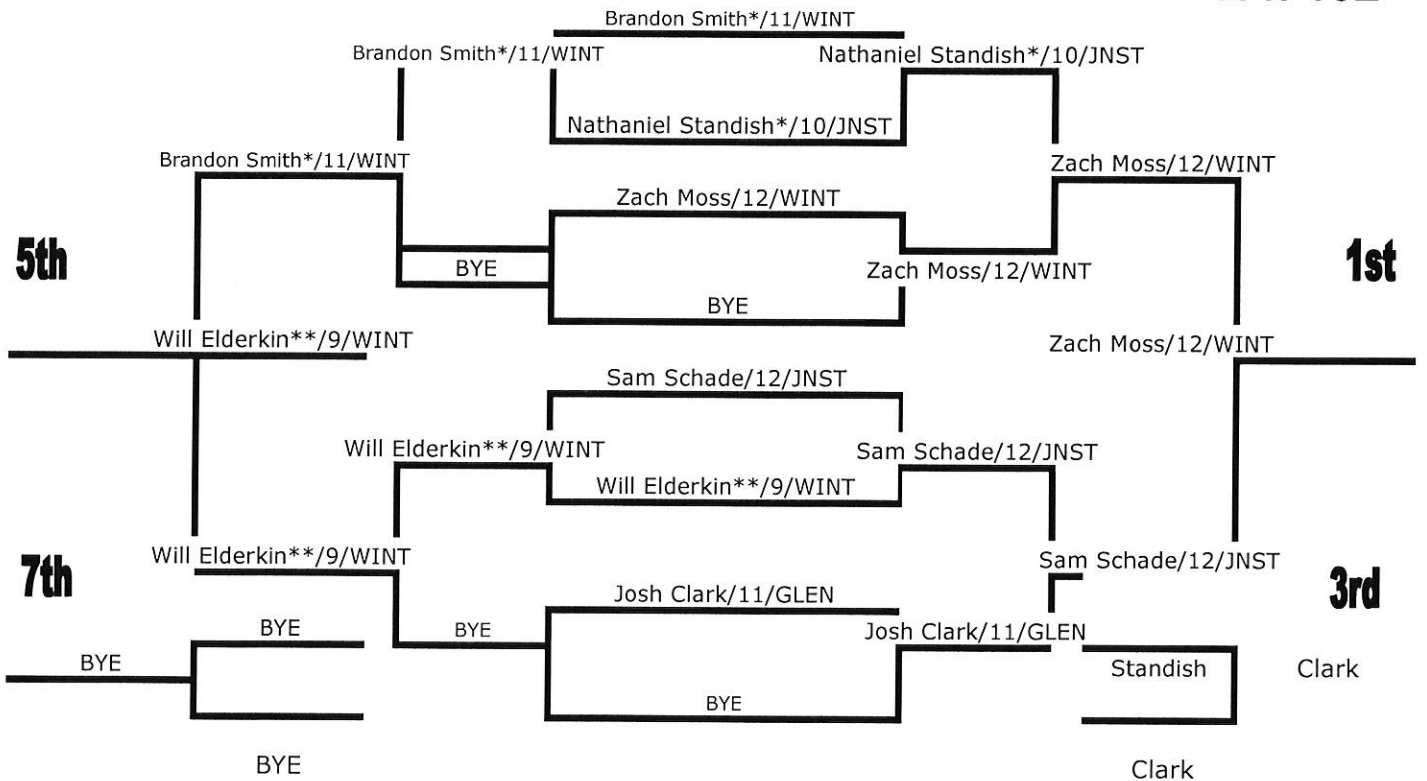 Brandon Smith*/11/WINT
Brandon Smith*/11/WINT
Nathaniel Standish*/10/JNST
Nathaniel Standish*/10/JNST
Brandon Smith*/11/WINT
Zach Moss/12/WINT
Zach Moss/12/WINT
5th
BYE
Zach Moss/12/WINT
1st
BYE
Will Elderkin**/9/WINT
Zach Moss/12/WINT
Sam Schade/12/JNST
Will Elderkin**/9/WINT
Sam Schade/12/JNST
Will Elderkin**/9/WINT
7th
Will Elderkin**/9/WINT
Sam Schade/12/JNST
3rd
Josh Clark/11/GLEN
BYE
BYE
Josh Clark/11/GLEN
BYE
Standish
Clark
BYE
BYE
Clark